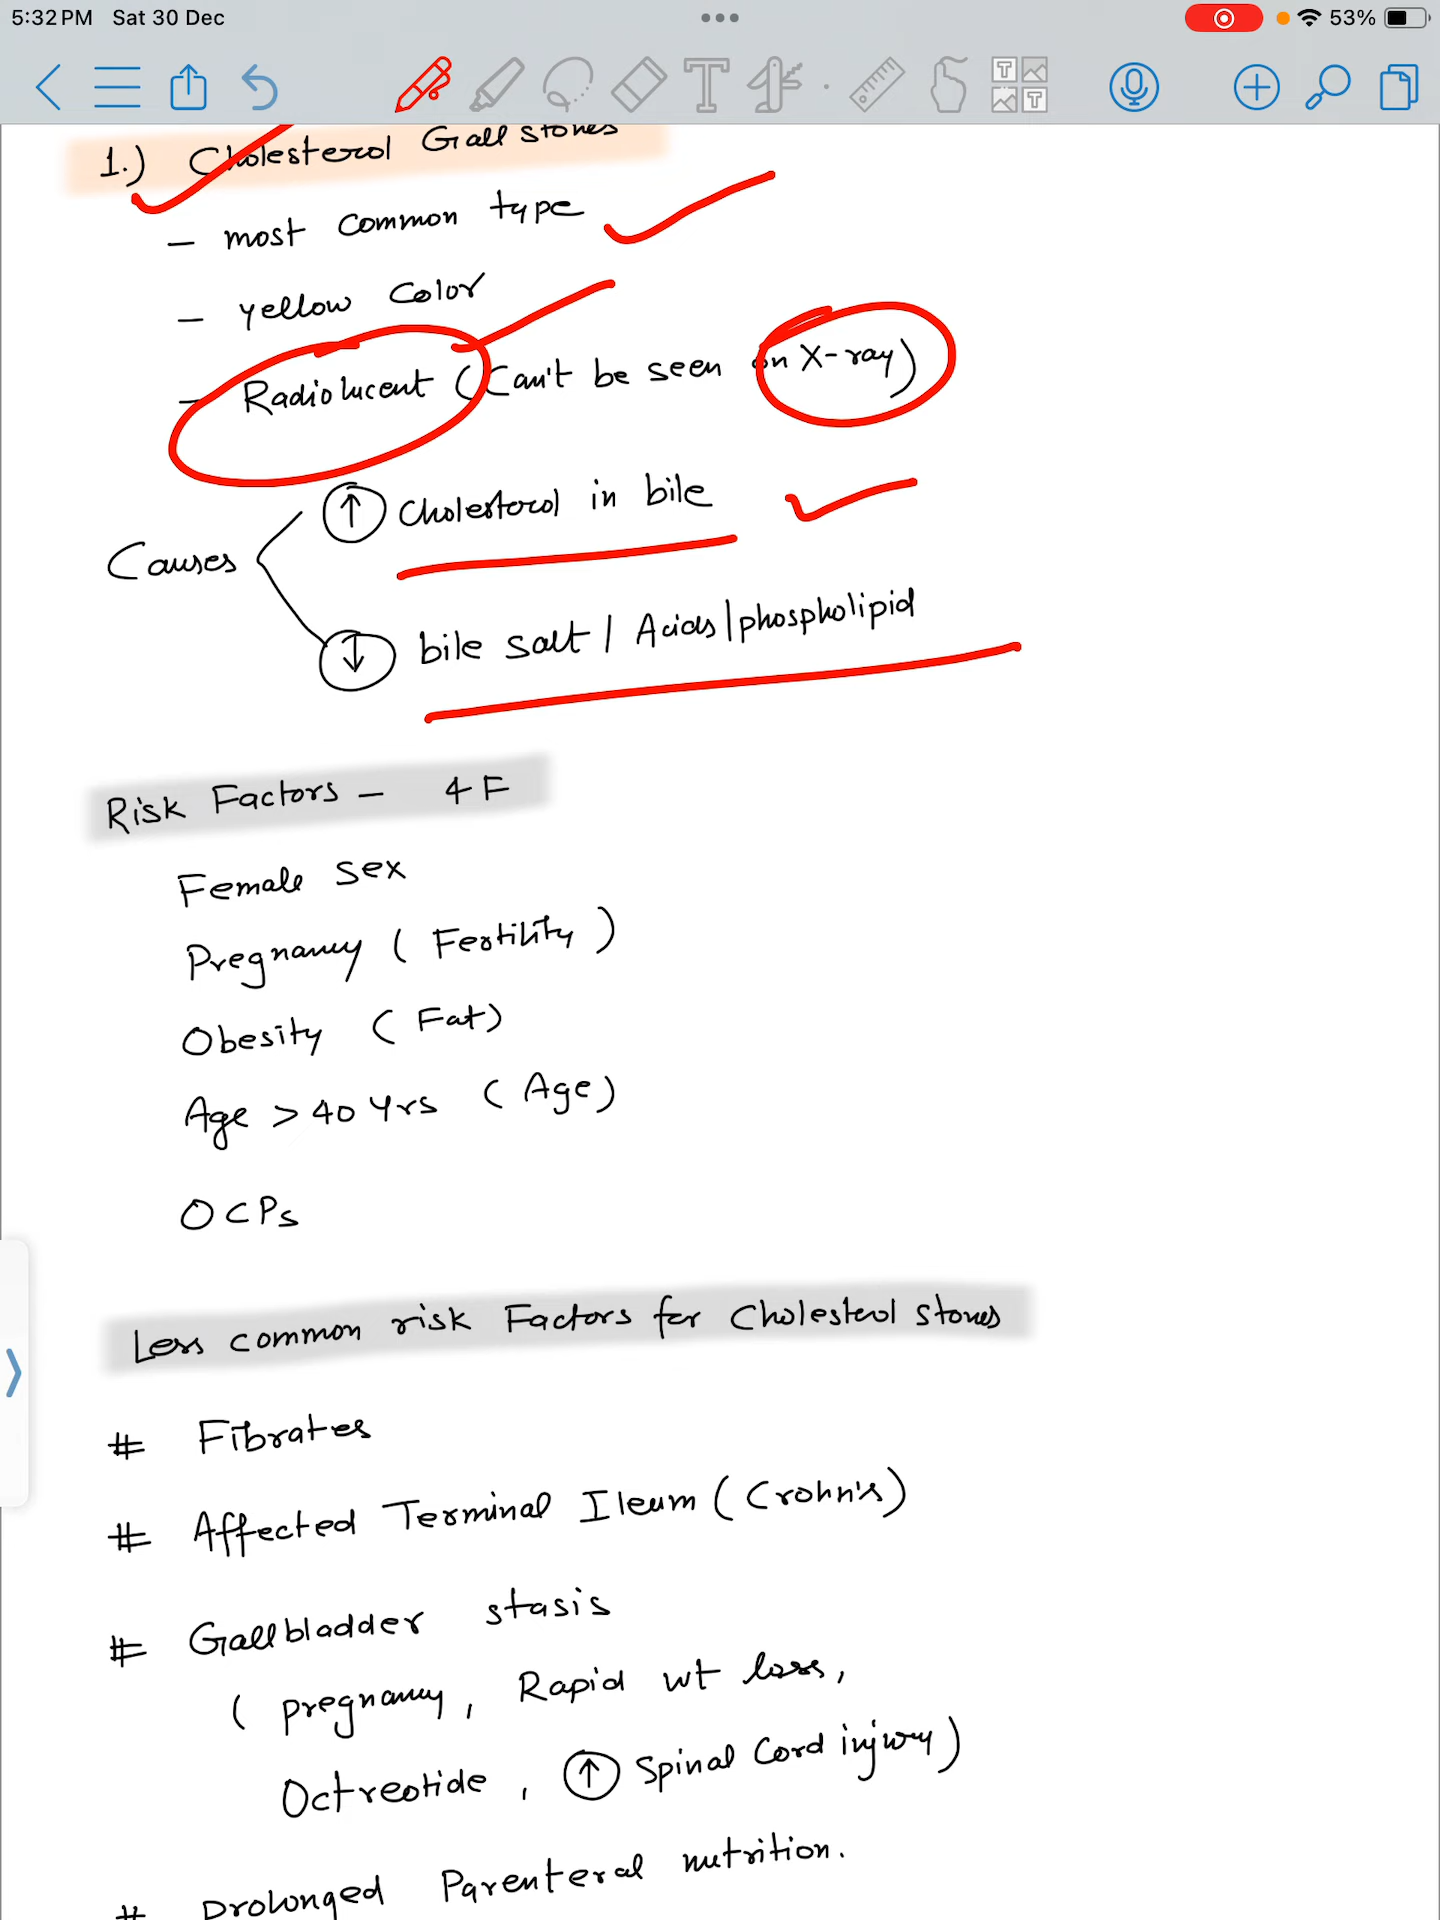 5:32 PM Sat 30 Dec
53%
1.) Cholesterol Gall stones
- most common type
- yellow color
- Radiolucent (Can't be seen on X-ray)
↑ Cholesterol in bile
Causes
↓ bile salt / Acids / phospholipid
Risk Factors - 4 F
Female sex
Pregnancy (Fertility)
Obesity (Fat)
Age > 40 yrs (Age)
OCPs
Less common risk Factors for Cholesterol stones
# Fibrates
# Affected Terminal Ileum (Crohn's)
# Gallbladder stasis
(pregnancy, Rapid wt loss,
Octreotide, ↑ Spinal Cord injury)
# Prolonged Parenteral nutrition.